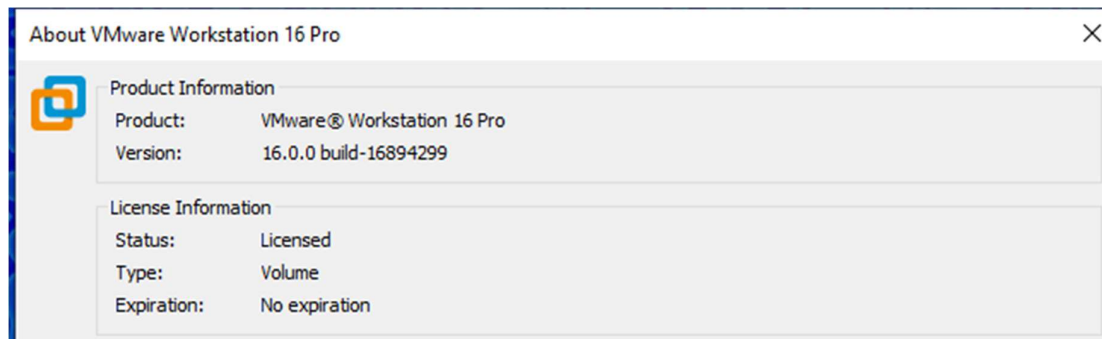 About VMware Workstation 16 Pro
Product Information
Product: VMware® Workstation 16 Pro
Version: 16.0.0 build-16894299
License Information
Status: Licensed
Type: Volume
Expiration: No expiration